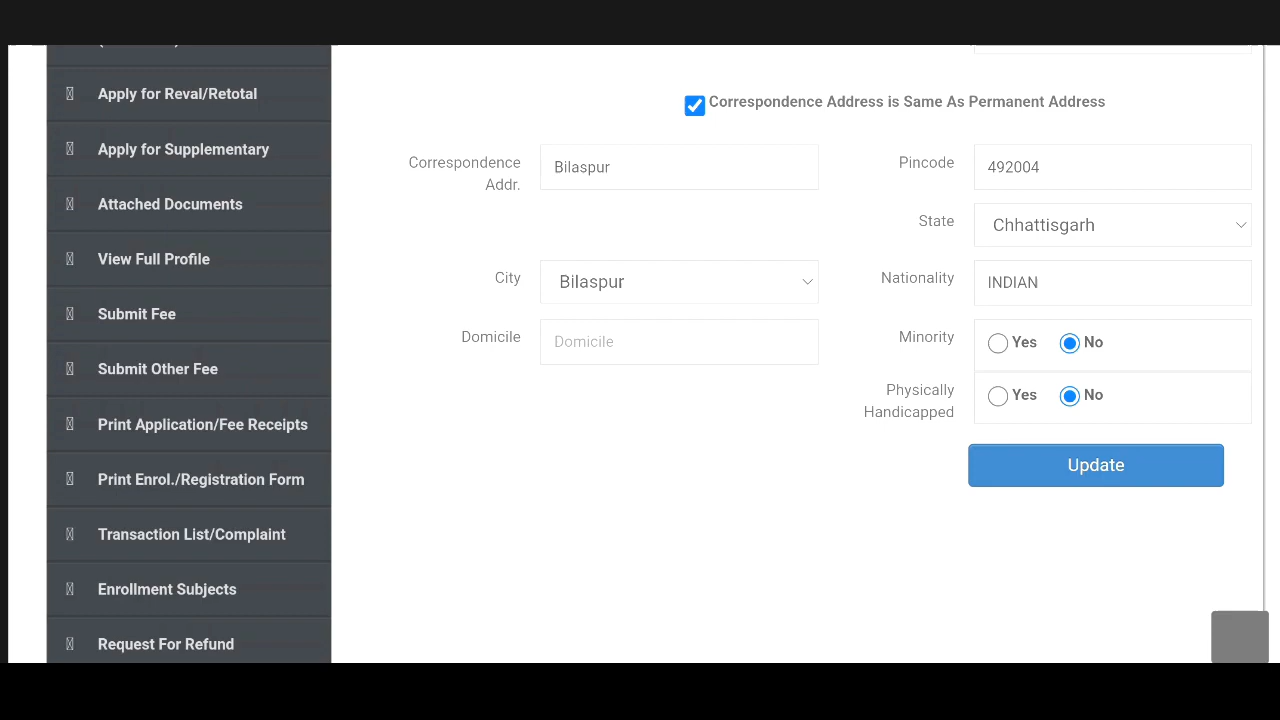 Apply for Reval/Retotal
Apply for Supplementary
Attached Documents
View Full Profile
Submit Fee
Submit Other Fee
Print Application/Fee Receipts
Print Enrol./Registration Form
Transaction List/Complaint
Enrollment Subjects
Request For Refund
Correspondence Address is Same As Permanent Address
Correspondence Addr.
Bilaspur
Pincode
492004
State
Chhattisgarh
City
Bilaspur
Nationality
INDIAN
Domicile
Domicile
Minority
Yes No
Physically Handicapped
Yes No
Update